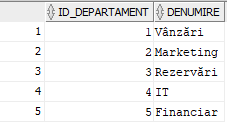 ID_DEPARTAMENT DENUMIRE
1 1 Vânzări
2 2 Marketing
3 3 Rezervări
4 4 IT
5 5 Financiar